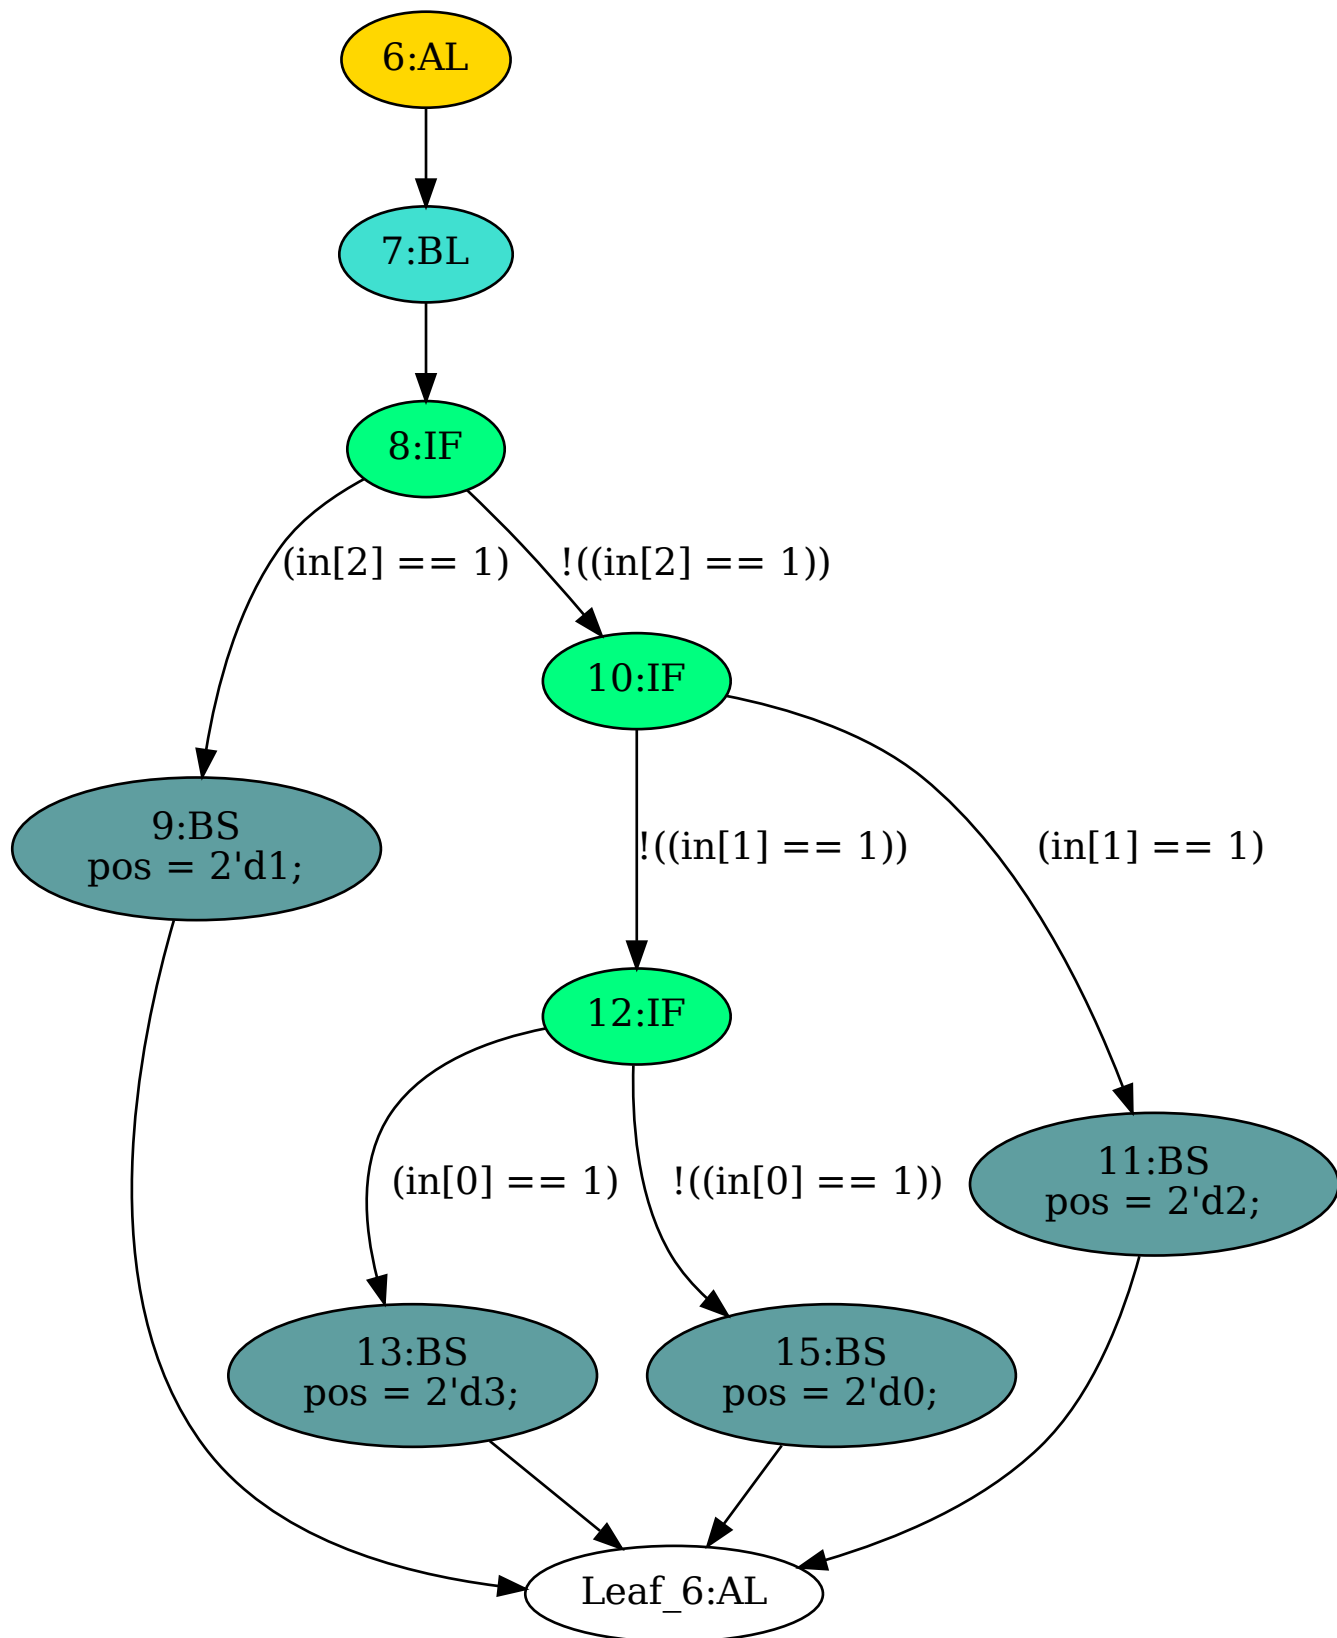 6:AL
7:BL
8:IF
(in[2] == 1)
!((in[2] == 1))
10:IF
9:BS
pos = 2'd1;
!((in[1] == 1))
(in[1] == 1)
12:IF
(in[0] == 1)
!((in[0] == 1))
11:BS
pos = 2'd2;
13:BS
pos = 2'd3;
15:BS
pos = 2'd0;
Leaf_6:AL